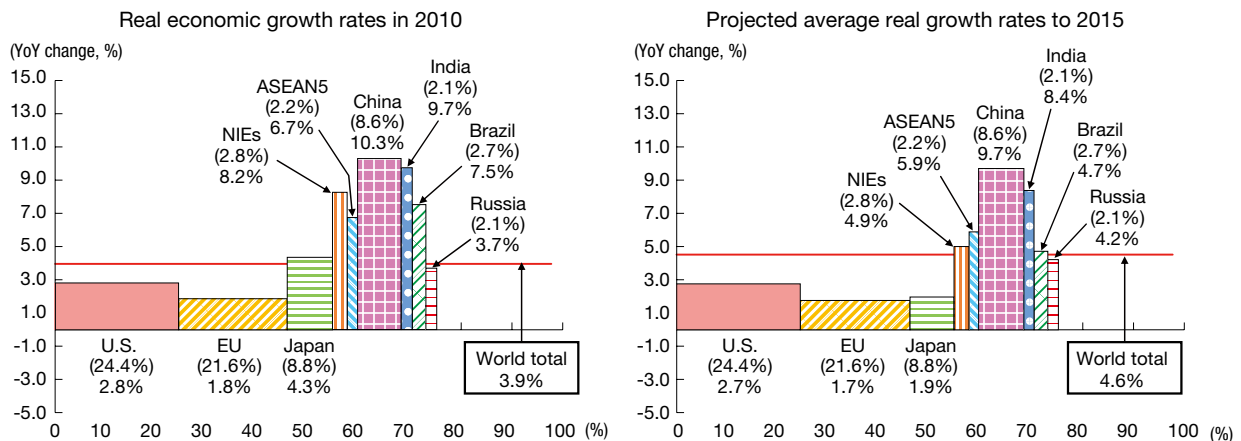 Real economic growth rates in 2010
(YoY change, %)
15.0
13.0
11.0
9.0
7.0
5.0
3.0
1.0
-1.0
-3.0
-5.0
NIEs
(2.8%)
8.2%
ASEAN5
(2.2%)
6.7%
China
(8.6%)
10.3%
India
(2.1%)
9.7%
Brazil
(2.7%)
7.5%
Russia
(2.1%)
3.7%
U.S.
(24.4%)
2.8%
EU
(21.6%)
1.8%
Japan
(8.8%)
4.3%
World total
3.9%
0 10 20 30 40 50 60 70 80 90 100 (%)
Projected average real growth rates to 2015
(YoY change, %)
15.0
13.0
11.0
9.0
7.0
5.0
3.0
1.0
-1.0
-3.0
-5.0
NIEs
(2.8%)
4.9%
ASEAN5
(2.2%)
5.9%
China
(8.6%)
9.7%
India
(2.1%)
8.4%
Brazil
(2.7%)
4.7%
Russia
(2.1%)
4.2%
U.S.
(24.4%)
2.7%
EU
(21.6%)
1.7%
Japan
(8.8%)
1.9%
World total
4.6%
0 10 20 30 40 50 60 70 80 90 100 (%)